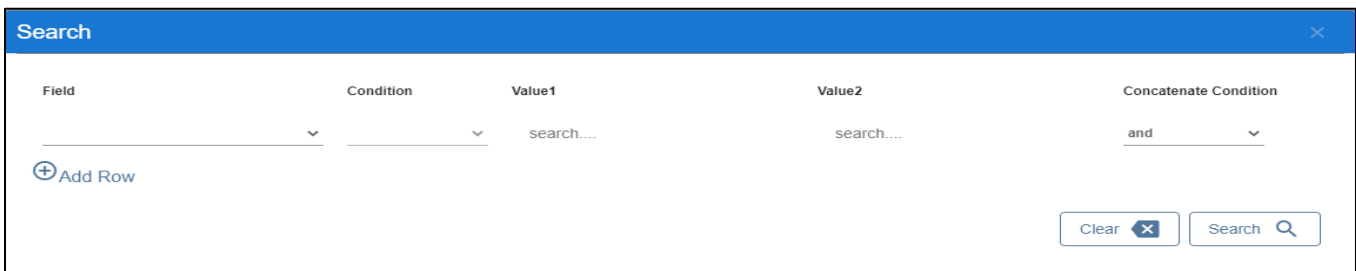 Search
Field Condition Value1 Value2 Concatenate Condition
search.... search.... and
Add Row
Clear Search